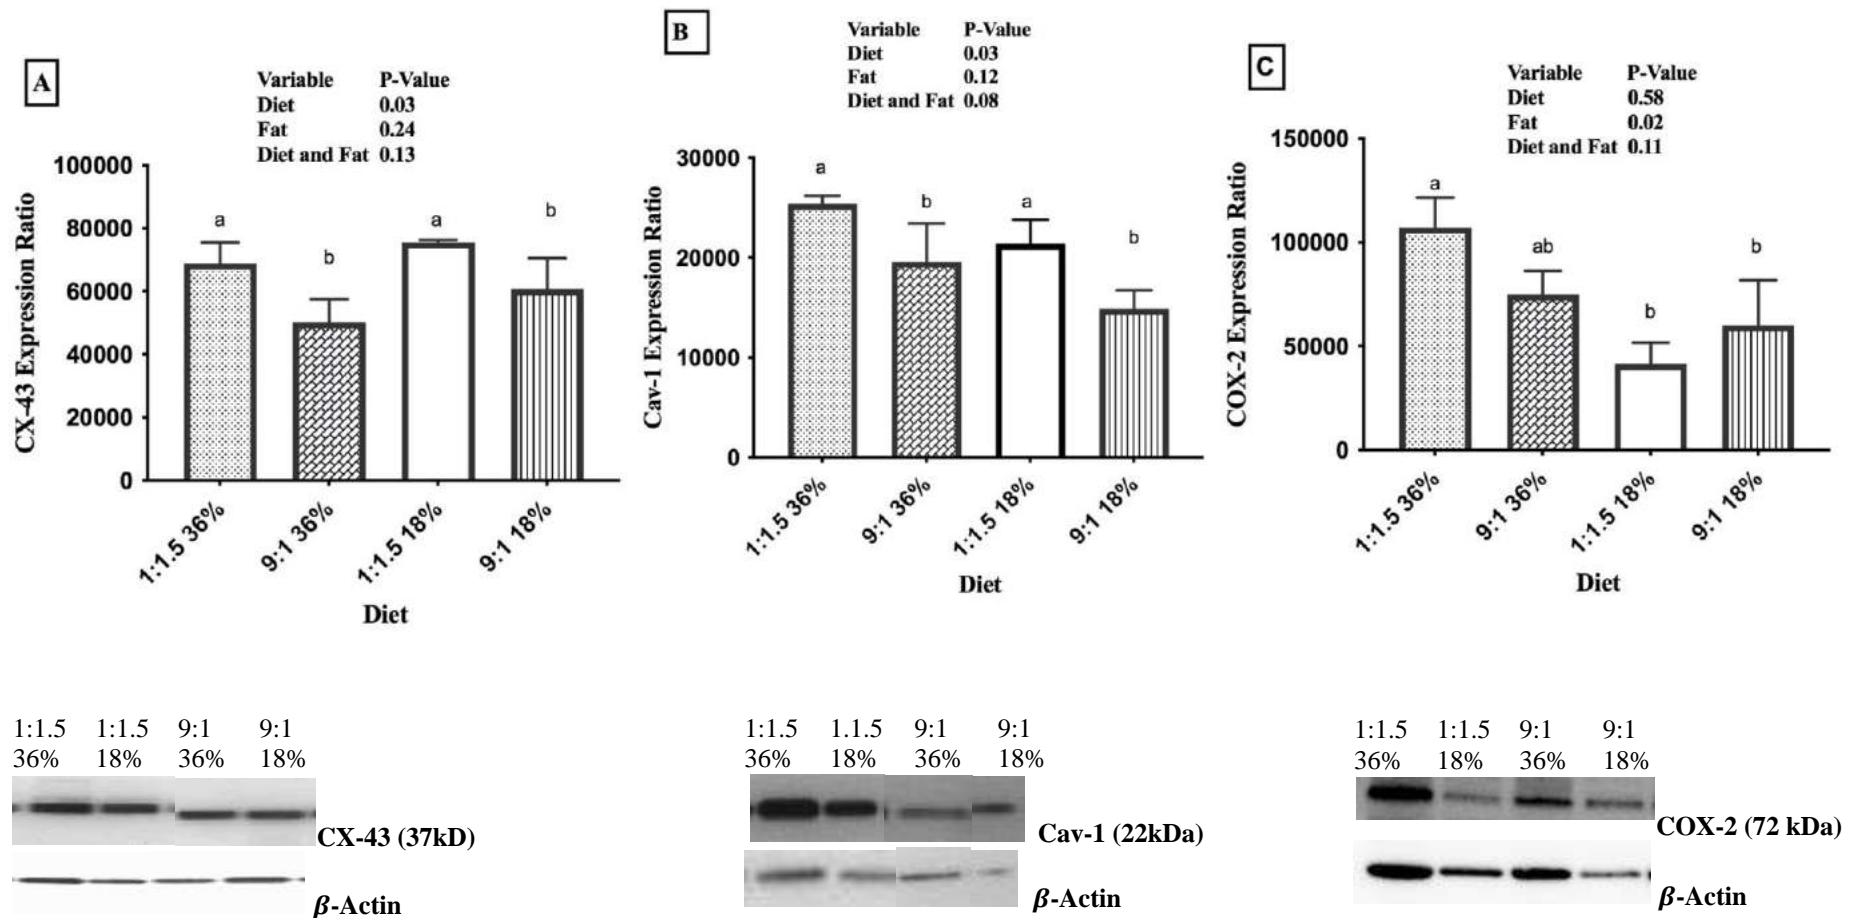 A
Variable P-Value
Diet 0.03
Fat 0.24
Diet and Fat 0.13
CX-43 Expression Ratio
100000
80000
60000
40000
20000
0
a
b
a
b
1:1.5 36%
9:1 36%
1:1.5 18%
9:1 18%
Diet
B
Variable P-Value
Diet 0.03
Fat 0.12
Diet and Fat 0.08
Cav-1 Expression Ratio
30000
20000
10000
0
a
b
a
b
1:1.5 36%
9:1 36%
1:1.5 18%
9:1 18%
Diet
C
Variable P-Value
Diet 0.58
Fat 0.02
Diet and Fat 0.11
COX-2 Expression Ratio
150000
100000
50000
0
a
ab
b
b
1:1.5 36%
9:1 36%
1:1.5 18%
9:1 18%
Diet
1:1.5 1:1.5 9:1 9:1
36% 18% 36% 18%
CX-43 (37kD)
β-Actin
1:1.5 1.1.5 9:1 9:1
36% 18% 36% 18%
Cav-1 (22kDa)
β-Actin
1:1.5 1:1.5 9:1 9:1
36% 18% 36% 18%
COX-2 (72 kDa)
β-Actin